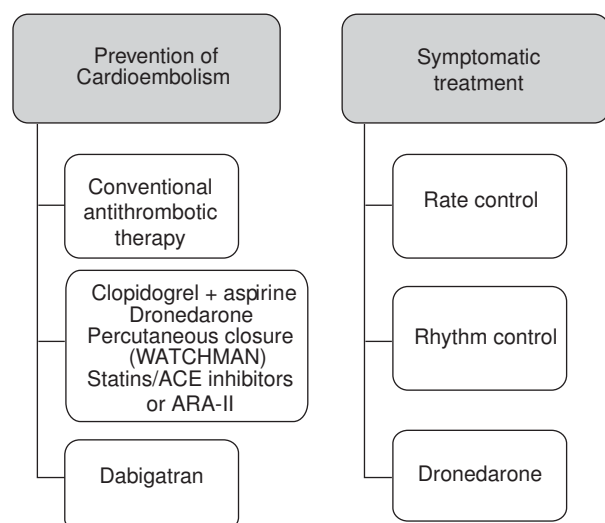 Prevention of
Cardioembolism
Conventional
antithrombotic
therapy
Clopidogrel + aspirine
Dronedarone
Percutaneous closure
(WATCHMAN)
Statins/ACE inhibitors
or ARA-II
Dabigatran
Symptomatic
treatment
Rate control
Rhythm control
Dronedarone